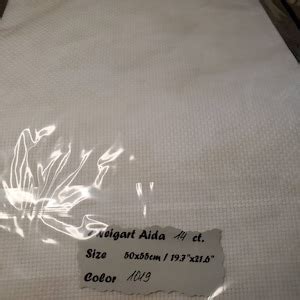 Zweigart Aida 14 ct.
Size 50x55cm / 19.7"x21.6"
Color 1019